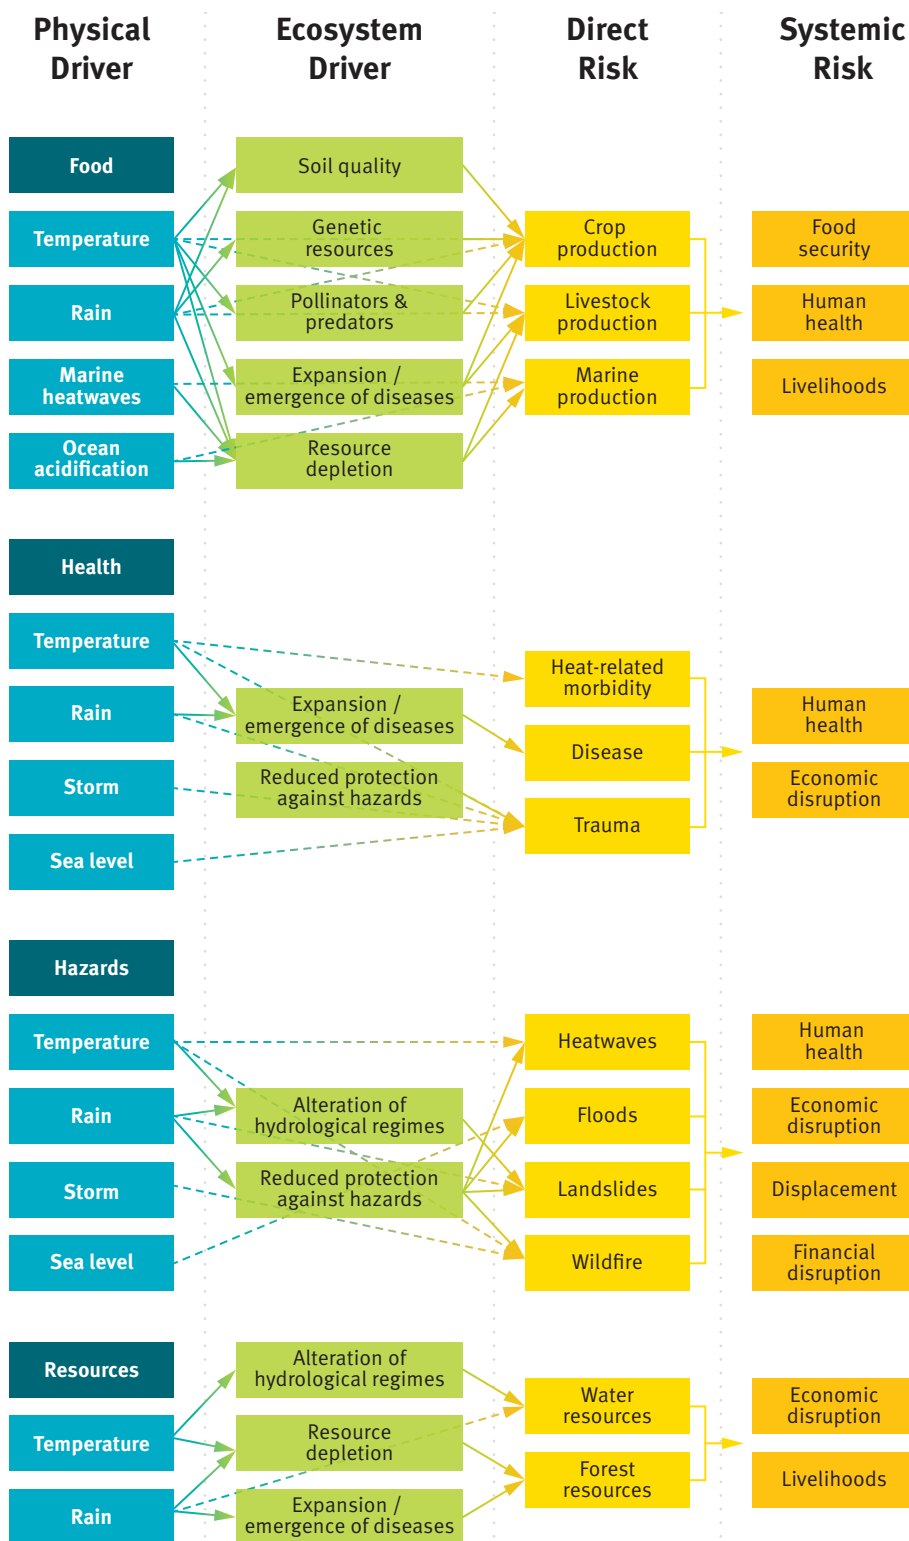 Physical
Driver
Ecosystem
Driver
Direct
Risk
Systemic
Risk
Food
Temperature
Rain
Marine
heatwaves
Ocean
acidification
Soil quality
Genetic
resources
Pollinators &
predators
Expansion /
emergence of diseases
Resource
depletion
Crop
production
Livestock
production
Marine
production
Food
security
Human
health
Livelihoods
Health
Temperature
Rain
Storm
Sea level
Expansion /
emergence of diseases
Reduced protection
against hazards
Heat-related
morbidity
Disease
Trauma
Human
health
Economic
disruption
Hazards
Temperature
Rain
Storm
Sea level
Alteration of
hydrological regimes
Reduced protection
against hazards
Heatwaves
Floods
Landslides
Wildfire
Human
health
Economic
disruption
Displacement
Financial
disruption
Resources
Temperature
Rain
Alteration of
hydrological regimes
Resource
depletion
Expansion /
emergence of diseases
Water
resources
Forest
resources
Economic
disruption
Livelihoods